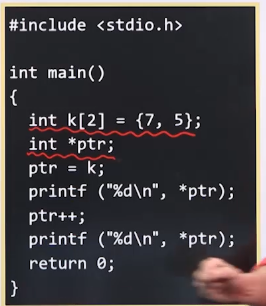 #include <stdio.h>
int main()
{
int k[2] = {7, 5};
int *ptr;
ptr = k;
printf ("%d\n", *ptr);
ptr++;
printf ("%d\n", *ptr);
return 0;
}